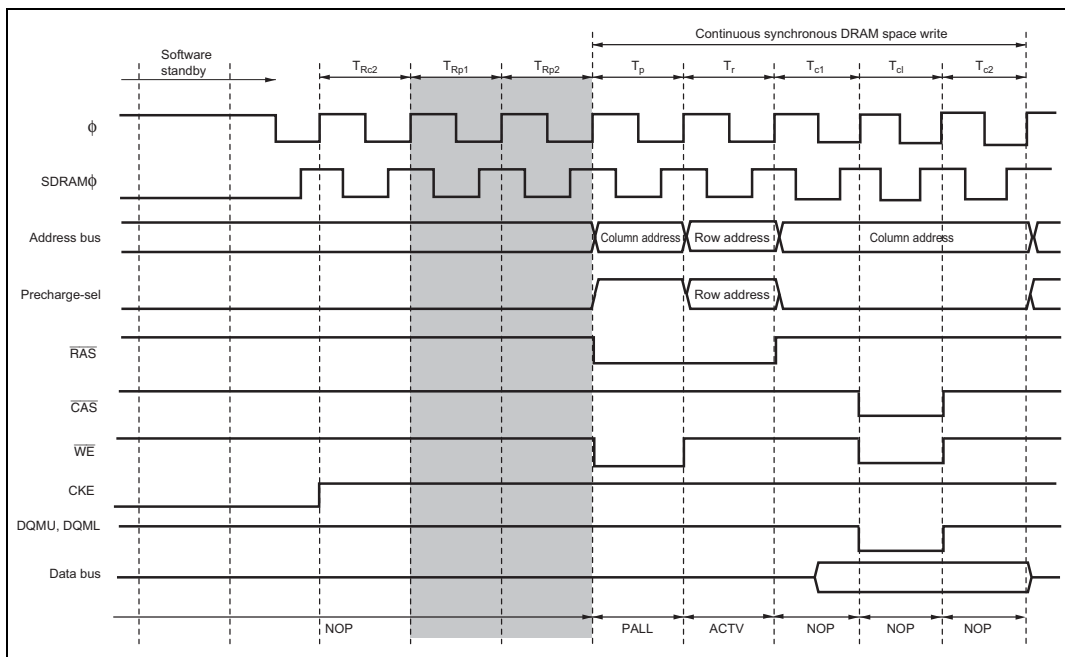 Continuous synchronous DRAM space write
Software
standby
TRc2 TRp1 TRp2 Tp Tr Tc1 Tcl Tc2
ϕ
SDRAMϕ
Address bus Column address Row address Column address
Precharge-sel Row address
RAS
CAS
WE
CKE
DQMU, DQML
Data bus
NOP PALL ACTV NOP NOP NOP